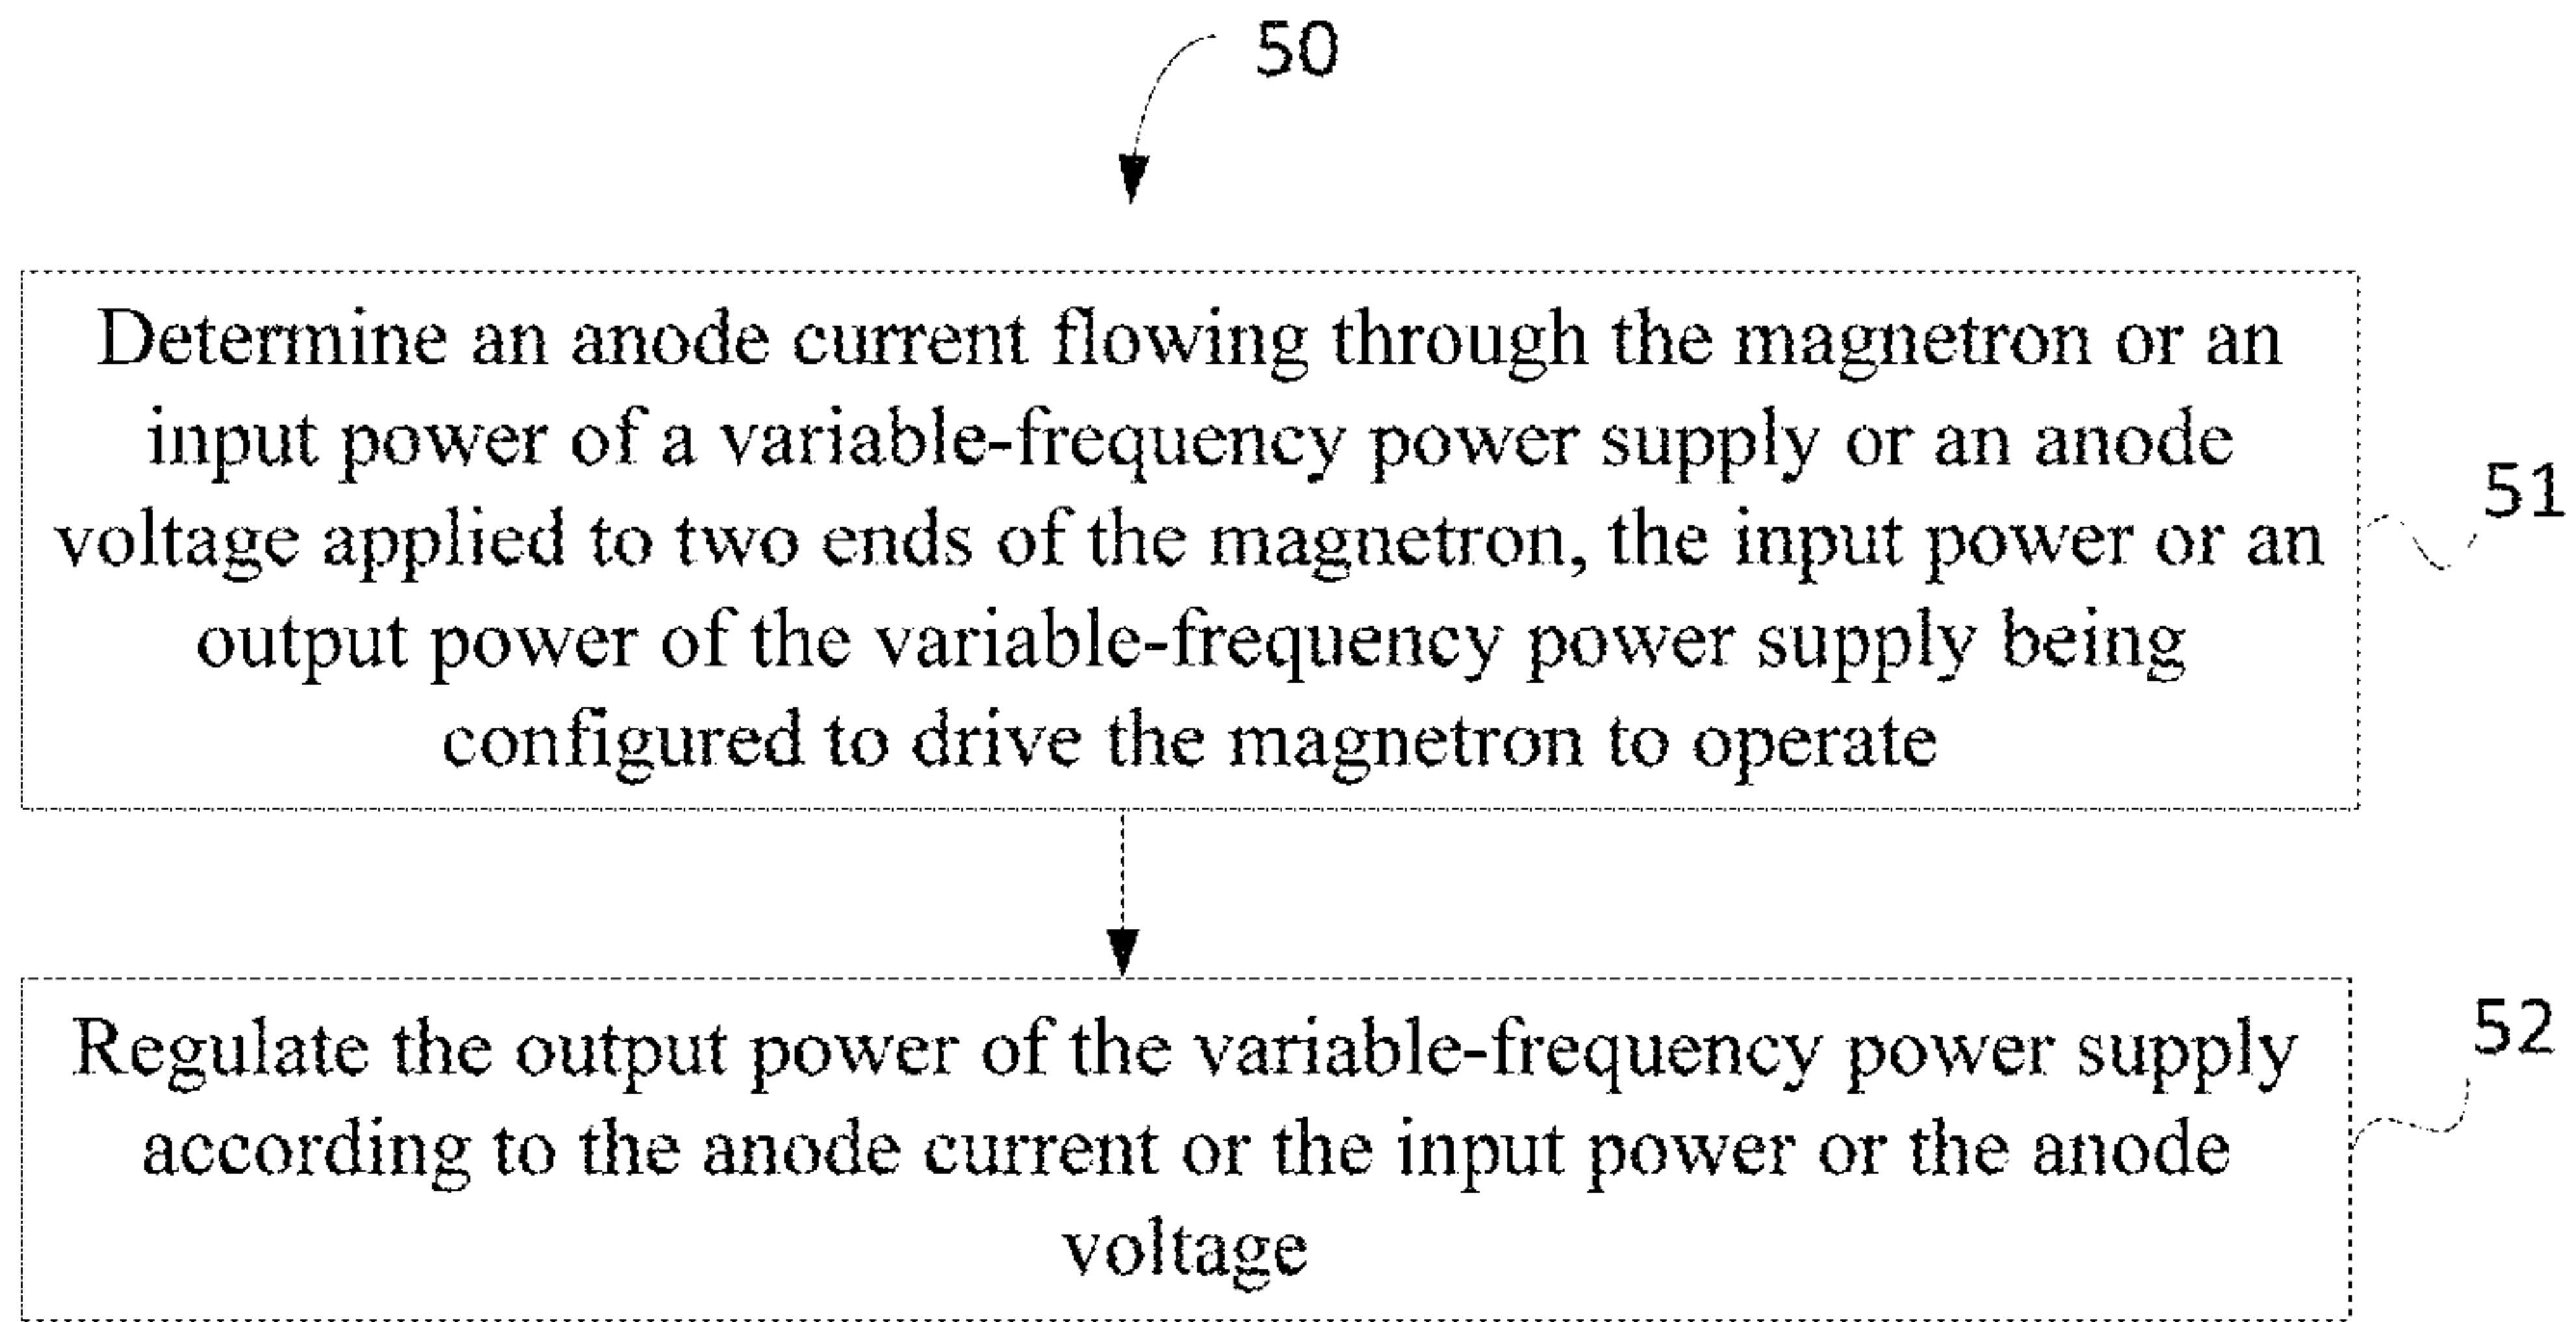 50
Determine an anode current flowing through the magnetron or an
input power of a variable-frequency power supply or an anode
voltage applied to two ends of the magnetron, the input power or an
output power of the variable-frequency power supply being
configured to drive the magnetron to operate
51
Regulate the output power of the variable-frequency power supply
according to the anode current or the input power or the anode
voltage
52